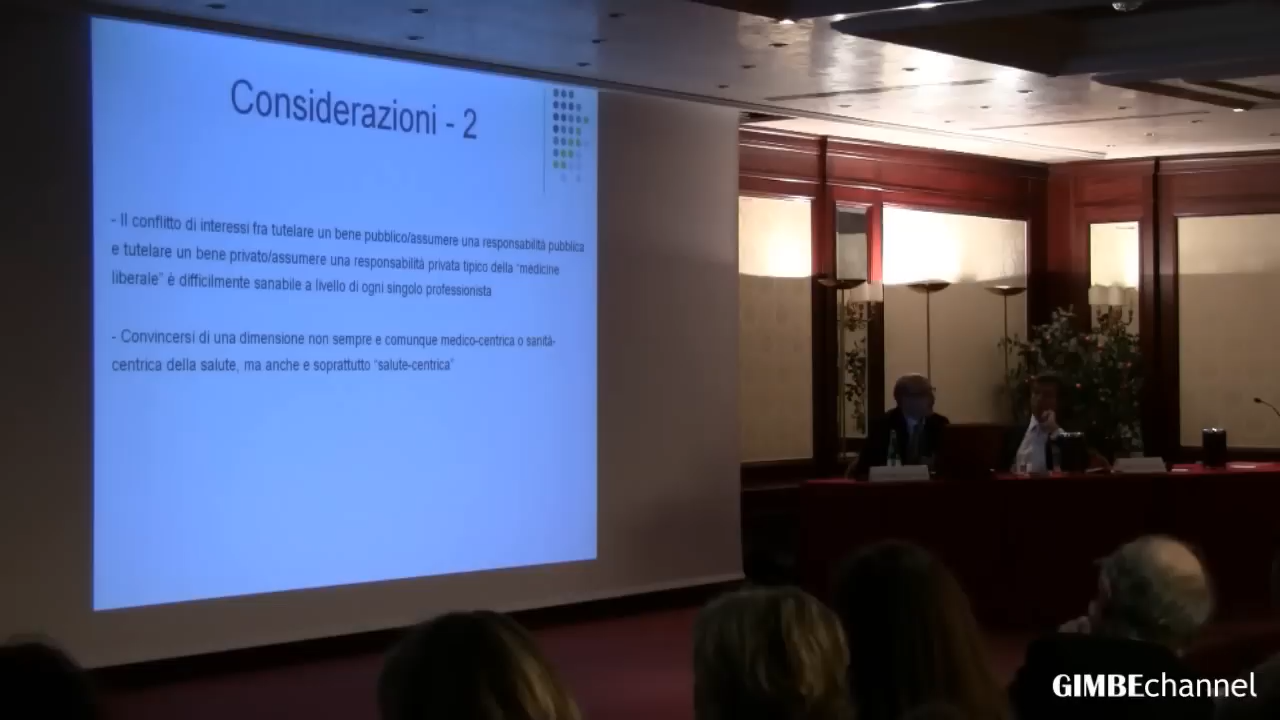 Considerazioni - 2
- Il conflitto di interessi fra tutelare un bene pubblico/assumere una responsabilità pubblica
e tutelare un bene privato/assumere una responsabilità privata tipico della "medicine
liberale" è difficilmente sanabile a livello di ogni singolo professionista
- Convincersi di una dimensione non sempre e comunque medico-centrica o sanità-
centrica della salute, ma anche e soprattutto "salute-centrica"
GIMBEchannel